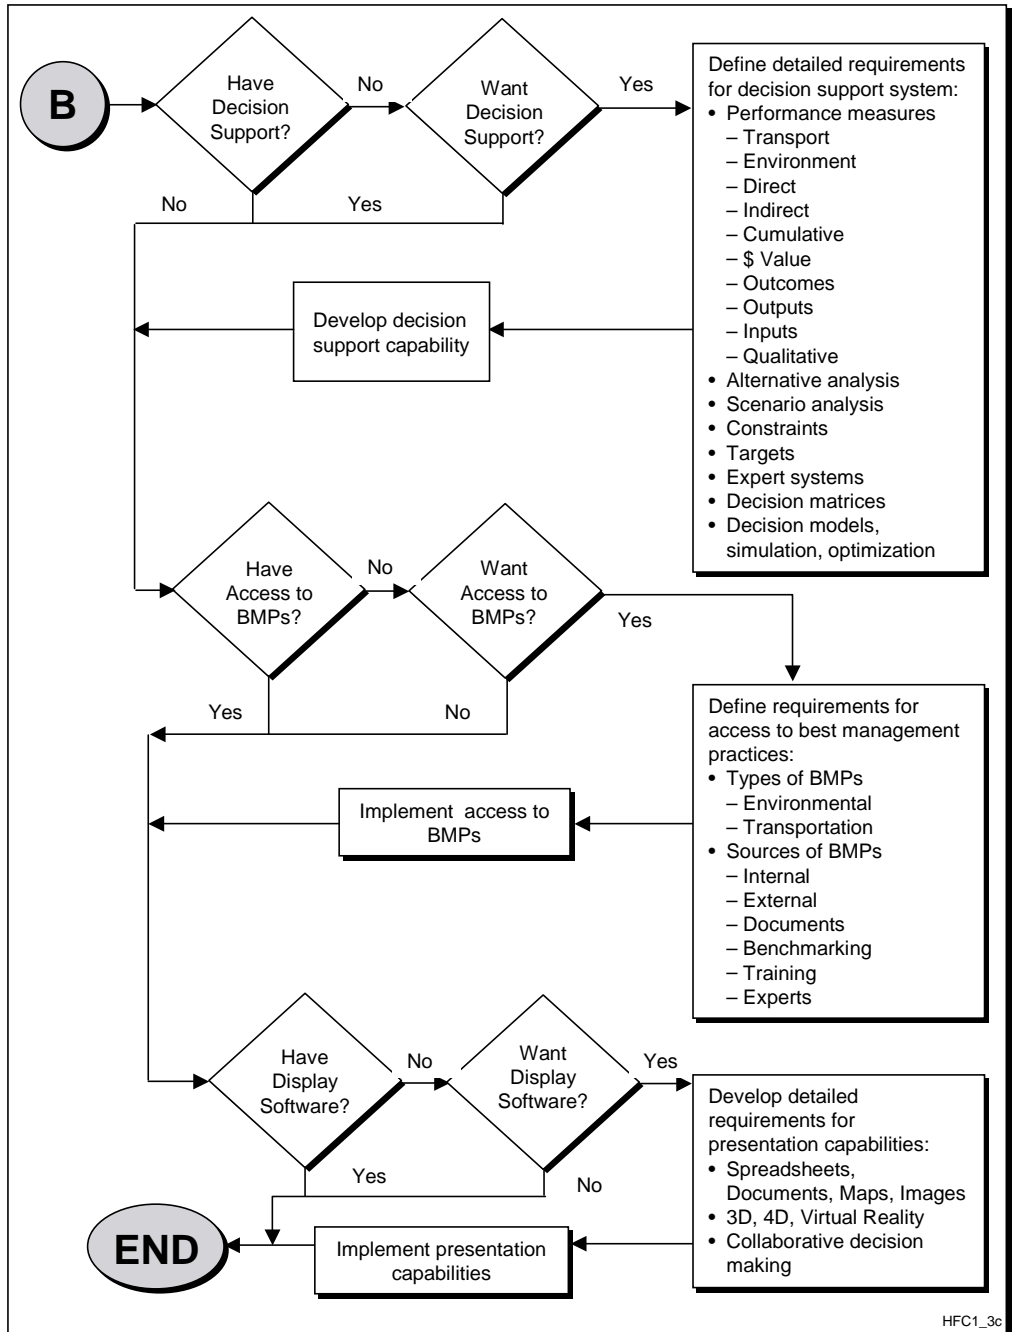 B
Have
Decision
Support?
No
Want
Decision
Support?
Yes
Define detailed requirements
for decision support system:
• Performance measures
– Transport
– Environment
– Direct
– Indirect
– Cumulative
– $ Value
– Outcomes
– Outputs
– Inputs
– Qualitative
• Alternative analysis
• Scenario analysis
• Constraints
• Targets
• Expert systems
• Decision matrices
• Decision models,
simulation, optimization
No
Yes
Develop decision
support capability
Have
Access to
BMPs?
No
Want
Access to
BMPs?
Yes
Yes
No
Define requirements for
access to best management
practices:
• Types of BMPs
– Environmental
– Transportation
• Sources of BMPs
– Internal
– External
– Documents
– Benchmarking
– Training
– Experts
Implement access to
BMPs
Have
Display
Software?
No
Want
Display
Software?
Yes
Develop detailed
requirements for
presentation capabilities:
• Spreadsheets,
Documents, Maps, Images
• 3D, 4D, Virtual Reality
• Collaborative decision
making
Yes
No
END
Implement presentation
capabilities
HFC1_3c